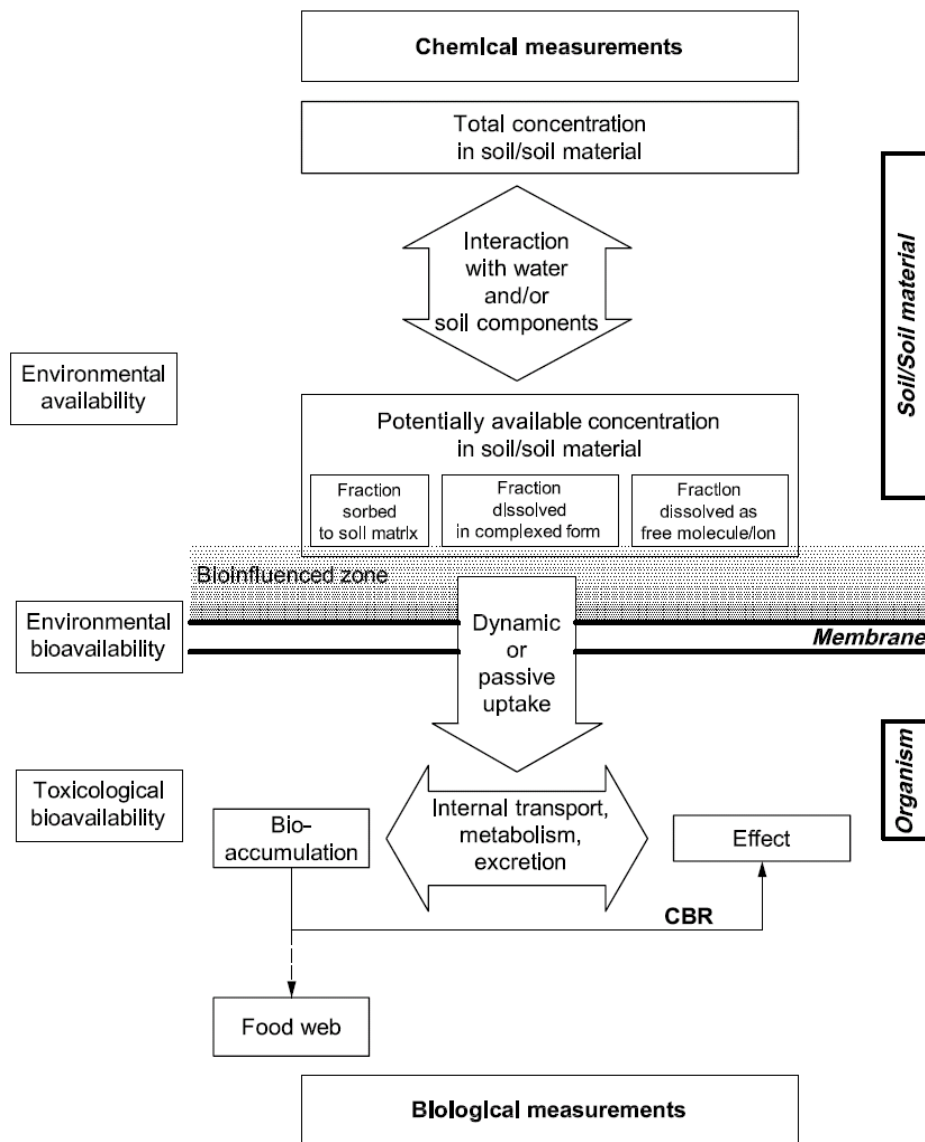 Chemical measurements
Total concentration
in soil/soil material
Interaction
with water
and/or
soil components
Soil/Soil material
Environmental
availability
Potentially available concentration
in soil/soil material
Fraction
sorbed
to soil matrix
Fraction
dissolved
in complexed form
Fraction
dissolved as
free molecule/ion
Bioinfluenced zone
Environmental
bioavailability
Membrane
Dynamic
or
passive
uptake
Organism
Toxicological
bioavailability
Bio-
accumulation
Internal transport,
metabolism,
excretion
Effect
CBR
Food web
Biological measurements